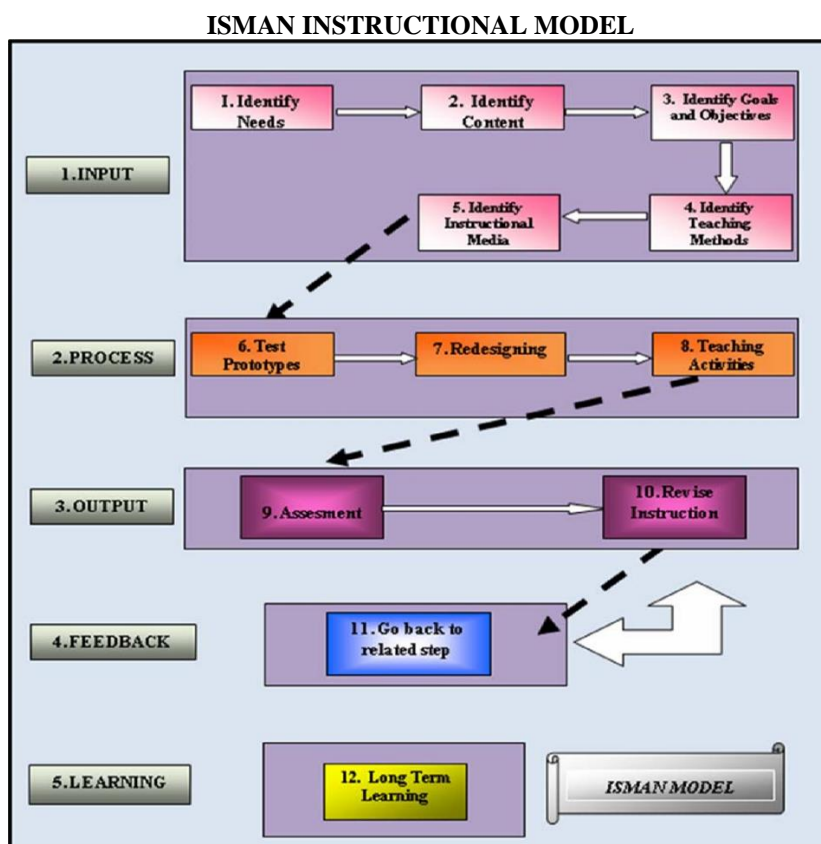 ISMAN INSTRUCTIONAL MODEL
1. Identify
Needs
2. Identify
Content
3. Identify Goals
and Objectives
1.INPUT
5. Identify
Instructional
Media
4. Identify
Teaching
Methods
2.PROCESS
6. Test
Prototypes
7.Redesigning
8. Teaching
Activities
3.OUTPUT
9.Assesment
10.Revise
Instruction
4.FEEDBACK
11.Go back to
related step
5.LEARNING
12. Long Term
Learning
ISMAN MODEL